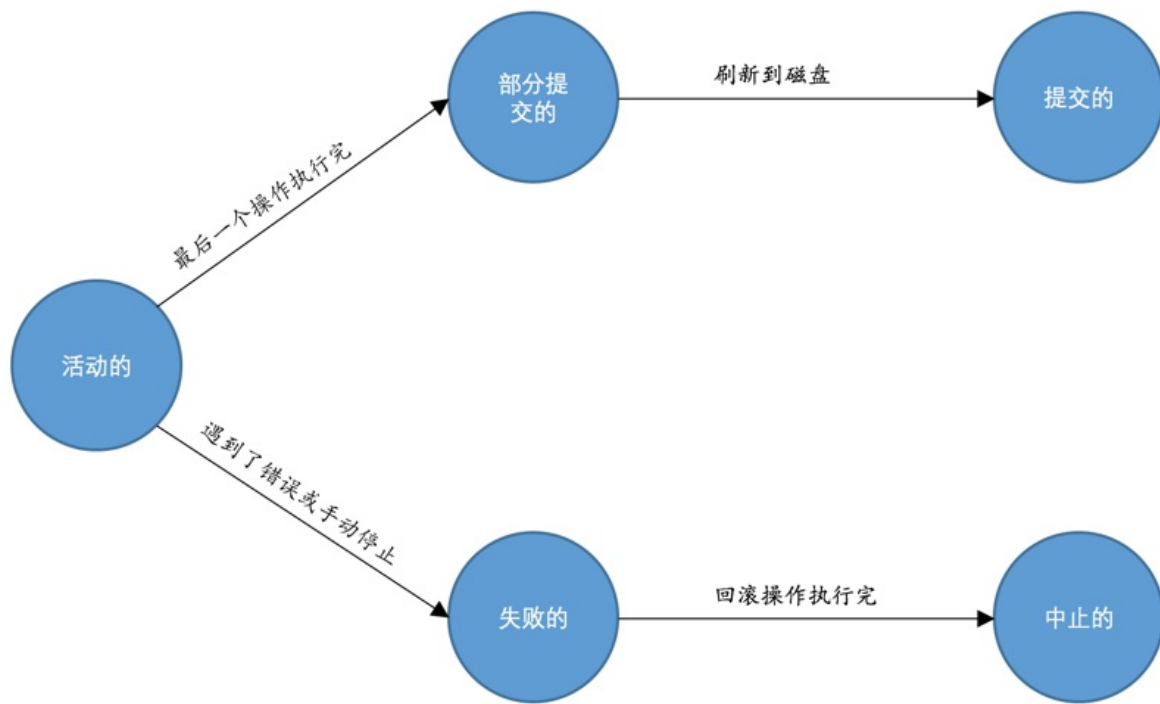 部分提
交的
刷新到磁盘
提交的
最后一个操作执行完
活动的
遇到了错误或手动停止
失败的
回滚操作执行完
中止的